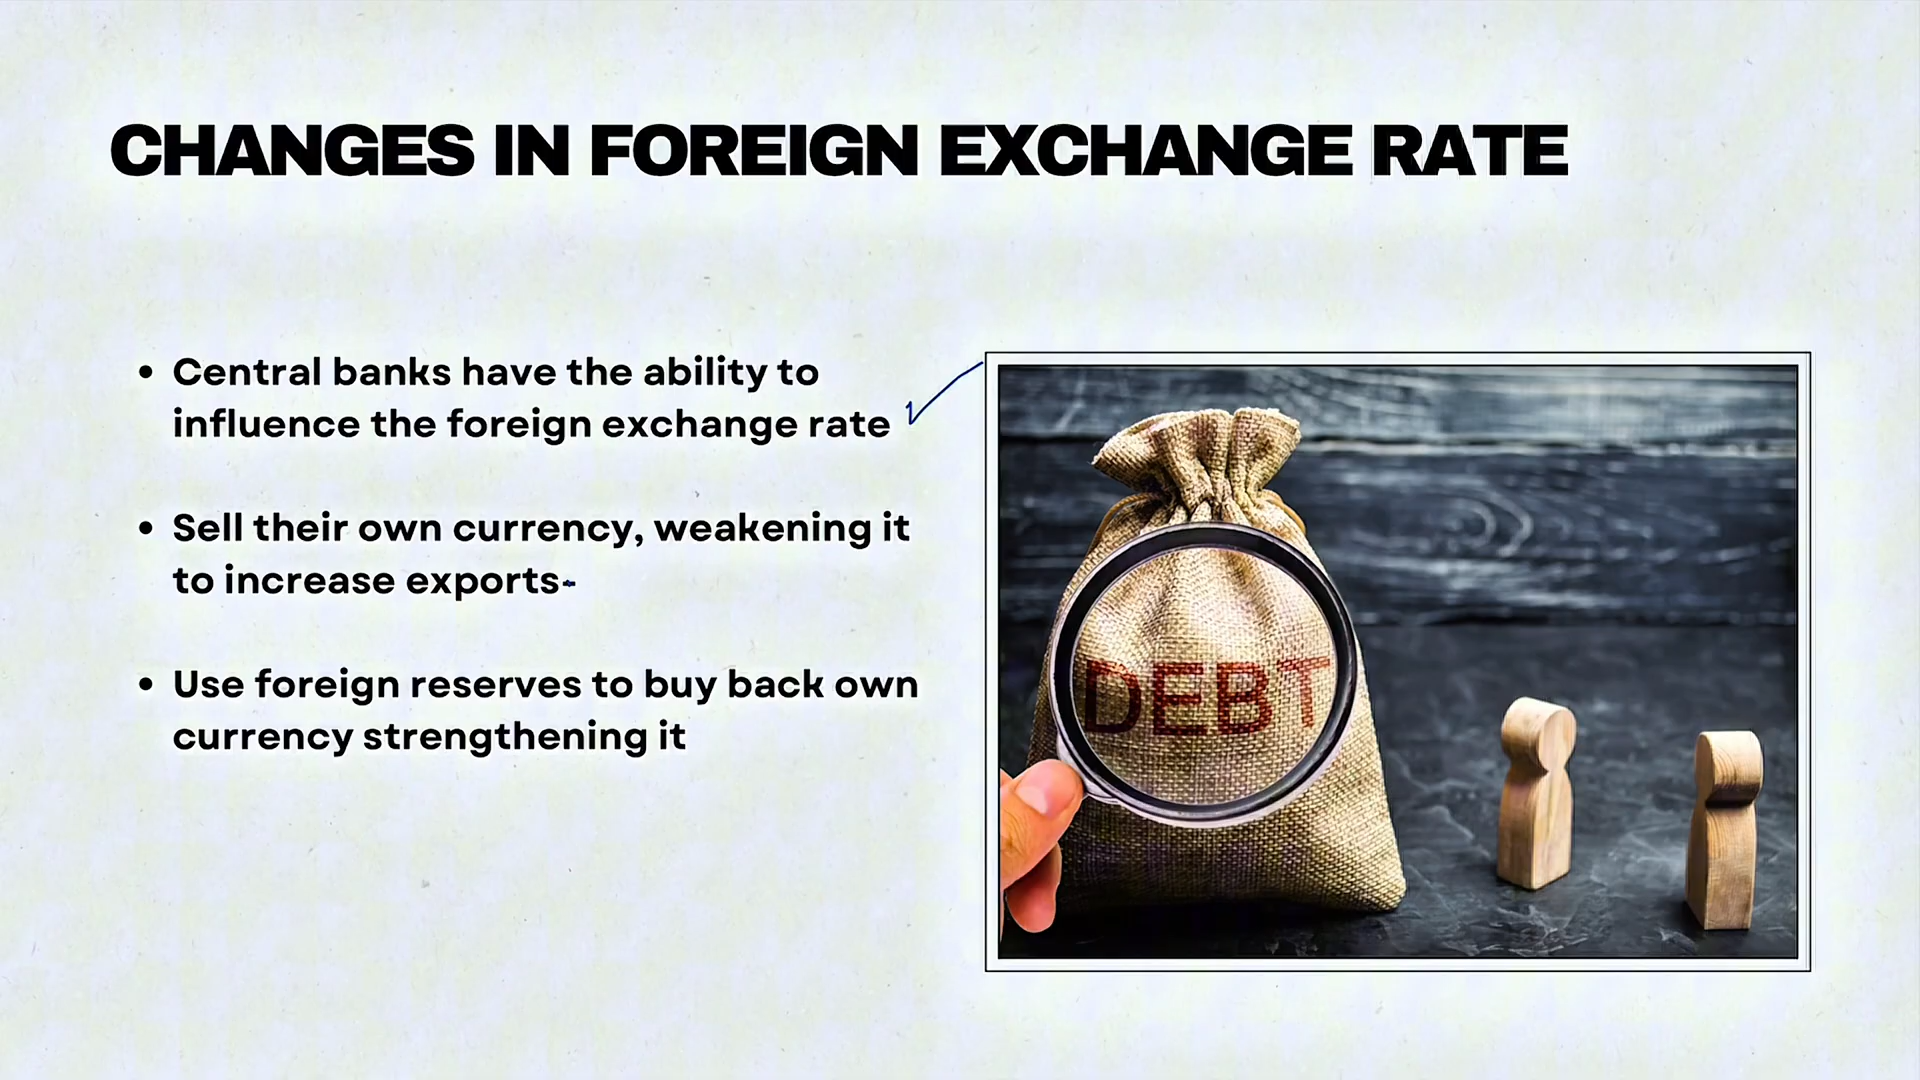 CHANGES IN FOREIGN EXCHANGE RATE
• Central banks have the ability to
influence the foreign exchange rate
• Sell their own currency, weakening it
to increase exports-
• Use foreign reserves to buy back own
currency strengthening it
DEBT